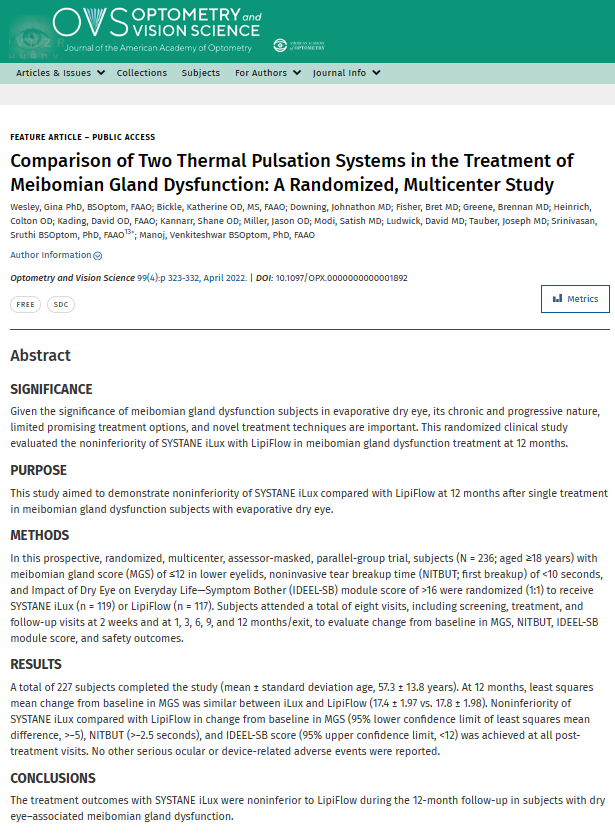 OVS OPTOMETRY and
VISION SCIENCE
Journal of the American Academy of Optometry
AMERICAN ACADEMY
of OPTOMETRY
Articles & Issues Collections Subjects For Authors Journal Info
FEATURE ARTICLE – PUBLIC ACCESS
Comparison of Two Thermal Pulsation Systems in the Treatment of
Meibomian Gland Dysfunction: A Randomized, Multicenter Study
Wesley, Gina PhD, BSOptom, FAAO; Bickle, Katherine OD, MS, FAAO; Downing, Johnathon MD; Fisher, Bret MD; Greene, Brennan MD; Heinrich,
Colton OD; Kading, David OD, FAAO; Kannarr, Shane OD; Miller, Jason OD; Modi, Satish MD; Ludwick, David MD; Tauber, Joseph MD; Srinivasan,
Sruthi BSOptom, PhD, FAAO13∗; Manoj, Venkiteshwar BSOptom, PhD, FAAO
Author Information
Optometry and Vision Science 99(4):p 323-332, April 2022. | DOI: 10.1097/OPX.0000000000001892
FREE SDC
Metrics
Abstract
SIGNIFICANCE
Given the significance of meibomian gland dysfunction subjects in evaporative dry eye, its chronic and progressive nature,
limited promising treatment options, and novel treatment techniques are important. This randomized clinical study
evaluated the noninferiority of SYSTANE iLux with LipiFlow in meibomian gland dysfunction treatment at 12 months.
PURPOSE
This study aimed to demonstrate noninferiority of SYSTANE iLux compared with LipiFlow at 12 months after single treatment
in meibomian gland dysfunction subjects with evaporative dry eye.
METHODS
In this prospective, randomized, multicenter, assessor-masked, parallel-group trial, subjects (N = 236; aged ≥18 years) with
meibomian gland score (MGS) of ≤12 in lower eyelids, noninvasive tear breakup time (NITBUT; first breakup) of <10 seconds,
and Impact of Dry Eye on Everyday Life—Symptom Bother (IDEEL-SB) module score of >16 were randomized (1:1) to receive
SYSTANE iLux (n = 119) or LipiFlow (n = 117). Subjects attended a total of eight visits, including screening, treatment, and
follow-up visits at 2 weeks and at 1, 3, 6, 9, and 12 months/exit, to evaluate change from baseline in MGS, NITBUT, IDEEL-SB
module score, and safety outcomes.
RESULTS
A total of 227 subjects completed the study (mean ± standard deviation age, 57.3 ± 13.8 years). At 12 months, least squares
mean change from baseline in MGS was similar between iLux and LipiFlow (17.4 ± 1.97 vs. 17.8 ± 1.98). Noninferiority of
SYSTANE iLux compared with LipiFlow in change from baseline in MGS (95% lower confidence limit of least squares mean
difference, >−5), NITBUT (>−2.5 seconds), and IDEEL-SB score (95% upper confidence limit, <12) was achieved at all post-
treatment visits. No other serious ocular or device-related adverse events were reported.
CONCLUSIONS
The treatment outcomes with SYSTANE iLux were noninferior to LipiFlow during the 12-month follow-up in subjects with dry
eye–associated meibomian gland dysfunction.